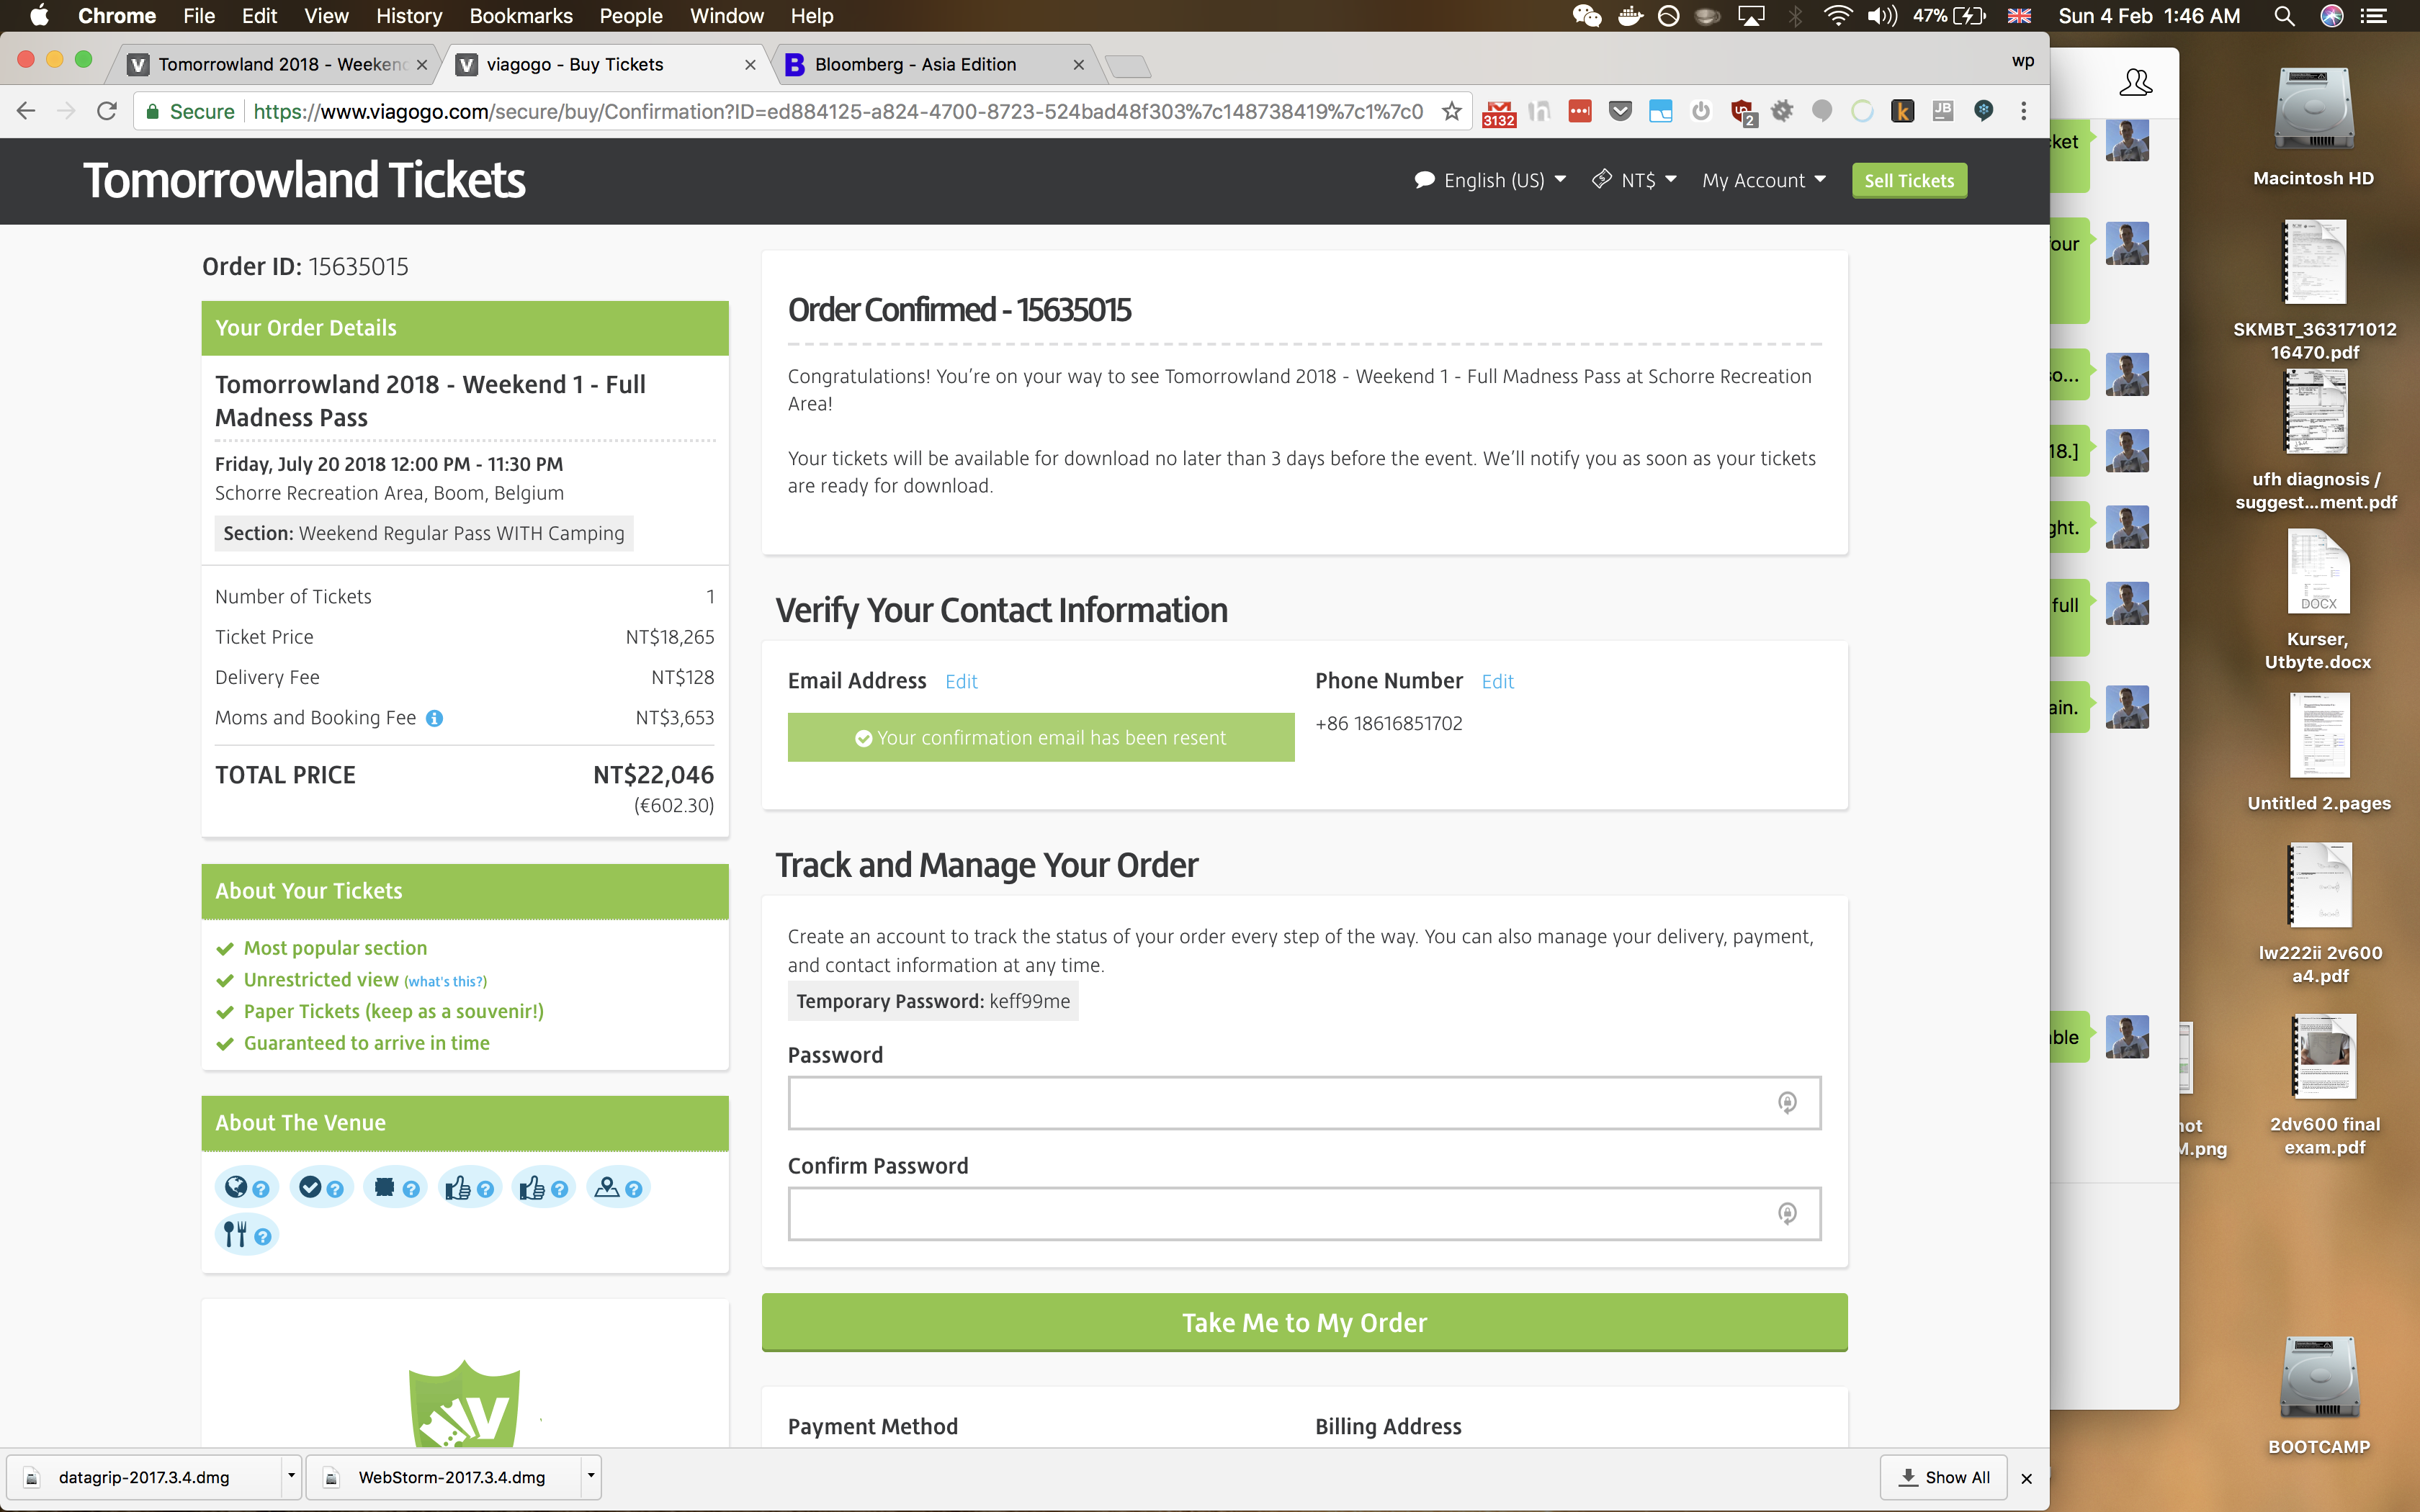 Chrome File Edit View History Bookmarks People Window Help
47% Sun 4 Feb 1:46 AM
Tomorrowland 2018 - Weeken
viagogo - Buy Tickets
Bloomberg - Asia Edition
wp
Secure https://www.viagogo.com/secure/buy/Confirmation?ID=ed884125-a824-4700-8723-524bad48f303%7c148738419%7c1%7c0
3132
2
k
JB
Tomorrowland Tickets
English (US) NT$ My Account Sell Tickets
Order ID: 15635015
Your Order Details
Tomorrowland 2018 - Weekend 1 - Full
Madness Pass
Friday, July 20 2018 12:00 PM - 11:30 PM
Schorre Recreation Area, Boom, Belgium
Section: Weekend Regular Pass WITH Camping
Number of Tickets 1
Ticket Price NT$18,265
Delivery Fee NT$128
Moms and Booking Fee NT$3,653
TOTAL PRICE NT$22,046
(€602.30)
About Your Tickets
Most popular section
Unrestricted view (what's this?)
Paper Tickets (keep as a souvenir!)
Guaranteed to arrive in time
About The Venue
V
Order Confirmed - 15635015
Congratulations! You're on your way to see Tomorrowland 2018 - Weekend 1 - Full Madness Pass at Schorre Recreation
Area!
Your tickets will be available for download no later than 3 days before the event. We'll notify you as soon as your tickets
are ready for download.
Verify Your Contact Information
Email Address Edit
Your confirmation email has been resent
Phone Number Edit
+86 18616851702
Track and Manage Your Order
Create an account to track the status of your order every step of the way. You can also manage your delivery, payment,
and contact information at any time.
Temporary Password: keff99me
Password
Confirm Password
Take Me to My Order
Payment Method
Billing Address
datagrip-2017.3.4.dmg
WebStorm-2017.3.4.dmg
Show All
ket
our
so...
18.]
ght.
full
ain.
ble
Macintosh HD
SKMBT_363171012
16470.pdf
ufh diagnosis /
suggest...ment.pdf
DOCX
Kurser,
Utbyte.docx
Untitled 2.pages
lw222ii 2v600
a4.pdf
2dv600 final
exam.pdf
not
M.png
BOOTCAMP